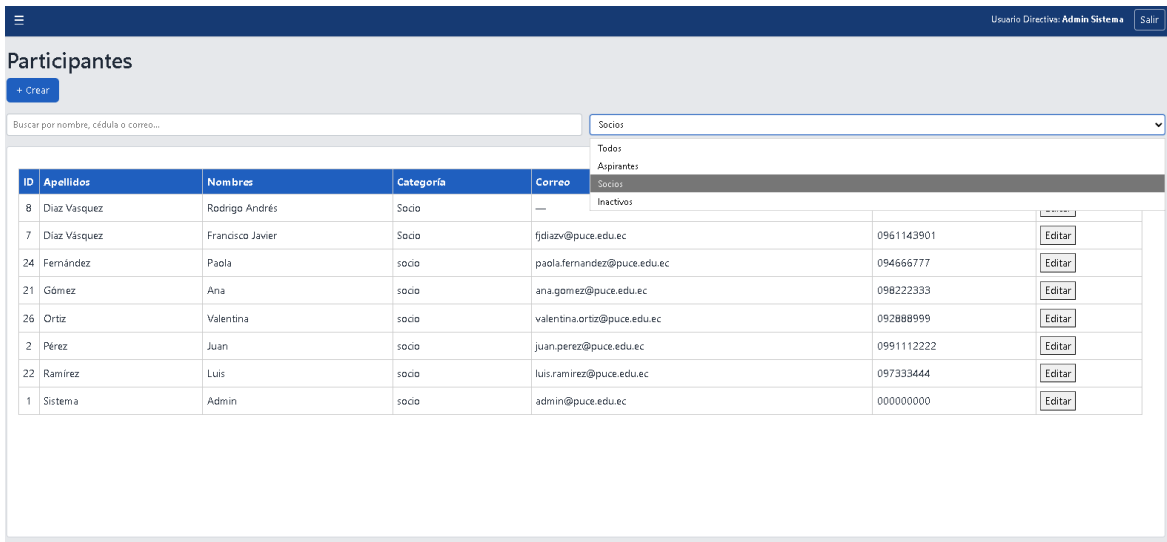 ☰ Usuario Directiva: Admin Sistema Salir
Participantes
+ Crear
Buscar por nombre, cédula o correo... Socios
Todos
Aspirantes
Socios
Inactivos
ID Apellidos Nombres Categoría Correo
8 Diaz Vasquez Rodrigo Andrés Socio — Editar
7 Díaz Vásquez Francisco Javier Socio fjdiazv@puce.edu.ec 0961143901 Editar
24 Fernández Paola socio paola.fernandez@puce.edu.ec 094666777 Editar
21 Gómez Ana socio ana.gomez@puce.edu.ec 098222333 Editar
26 Ortiz Valentina socio valentina.ortiz@puce.edu.ec 092888999 Editar
2 Pérez Juan socio juan.perez@puce.edu.ec 0991112222 Editar
22 Ramírez Luis socio luis.ramirez@puce.edu.ec 097333444 Editar
1 Sistema Admin socio admin@puce.edu.ec 000000000 Editar